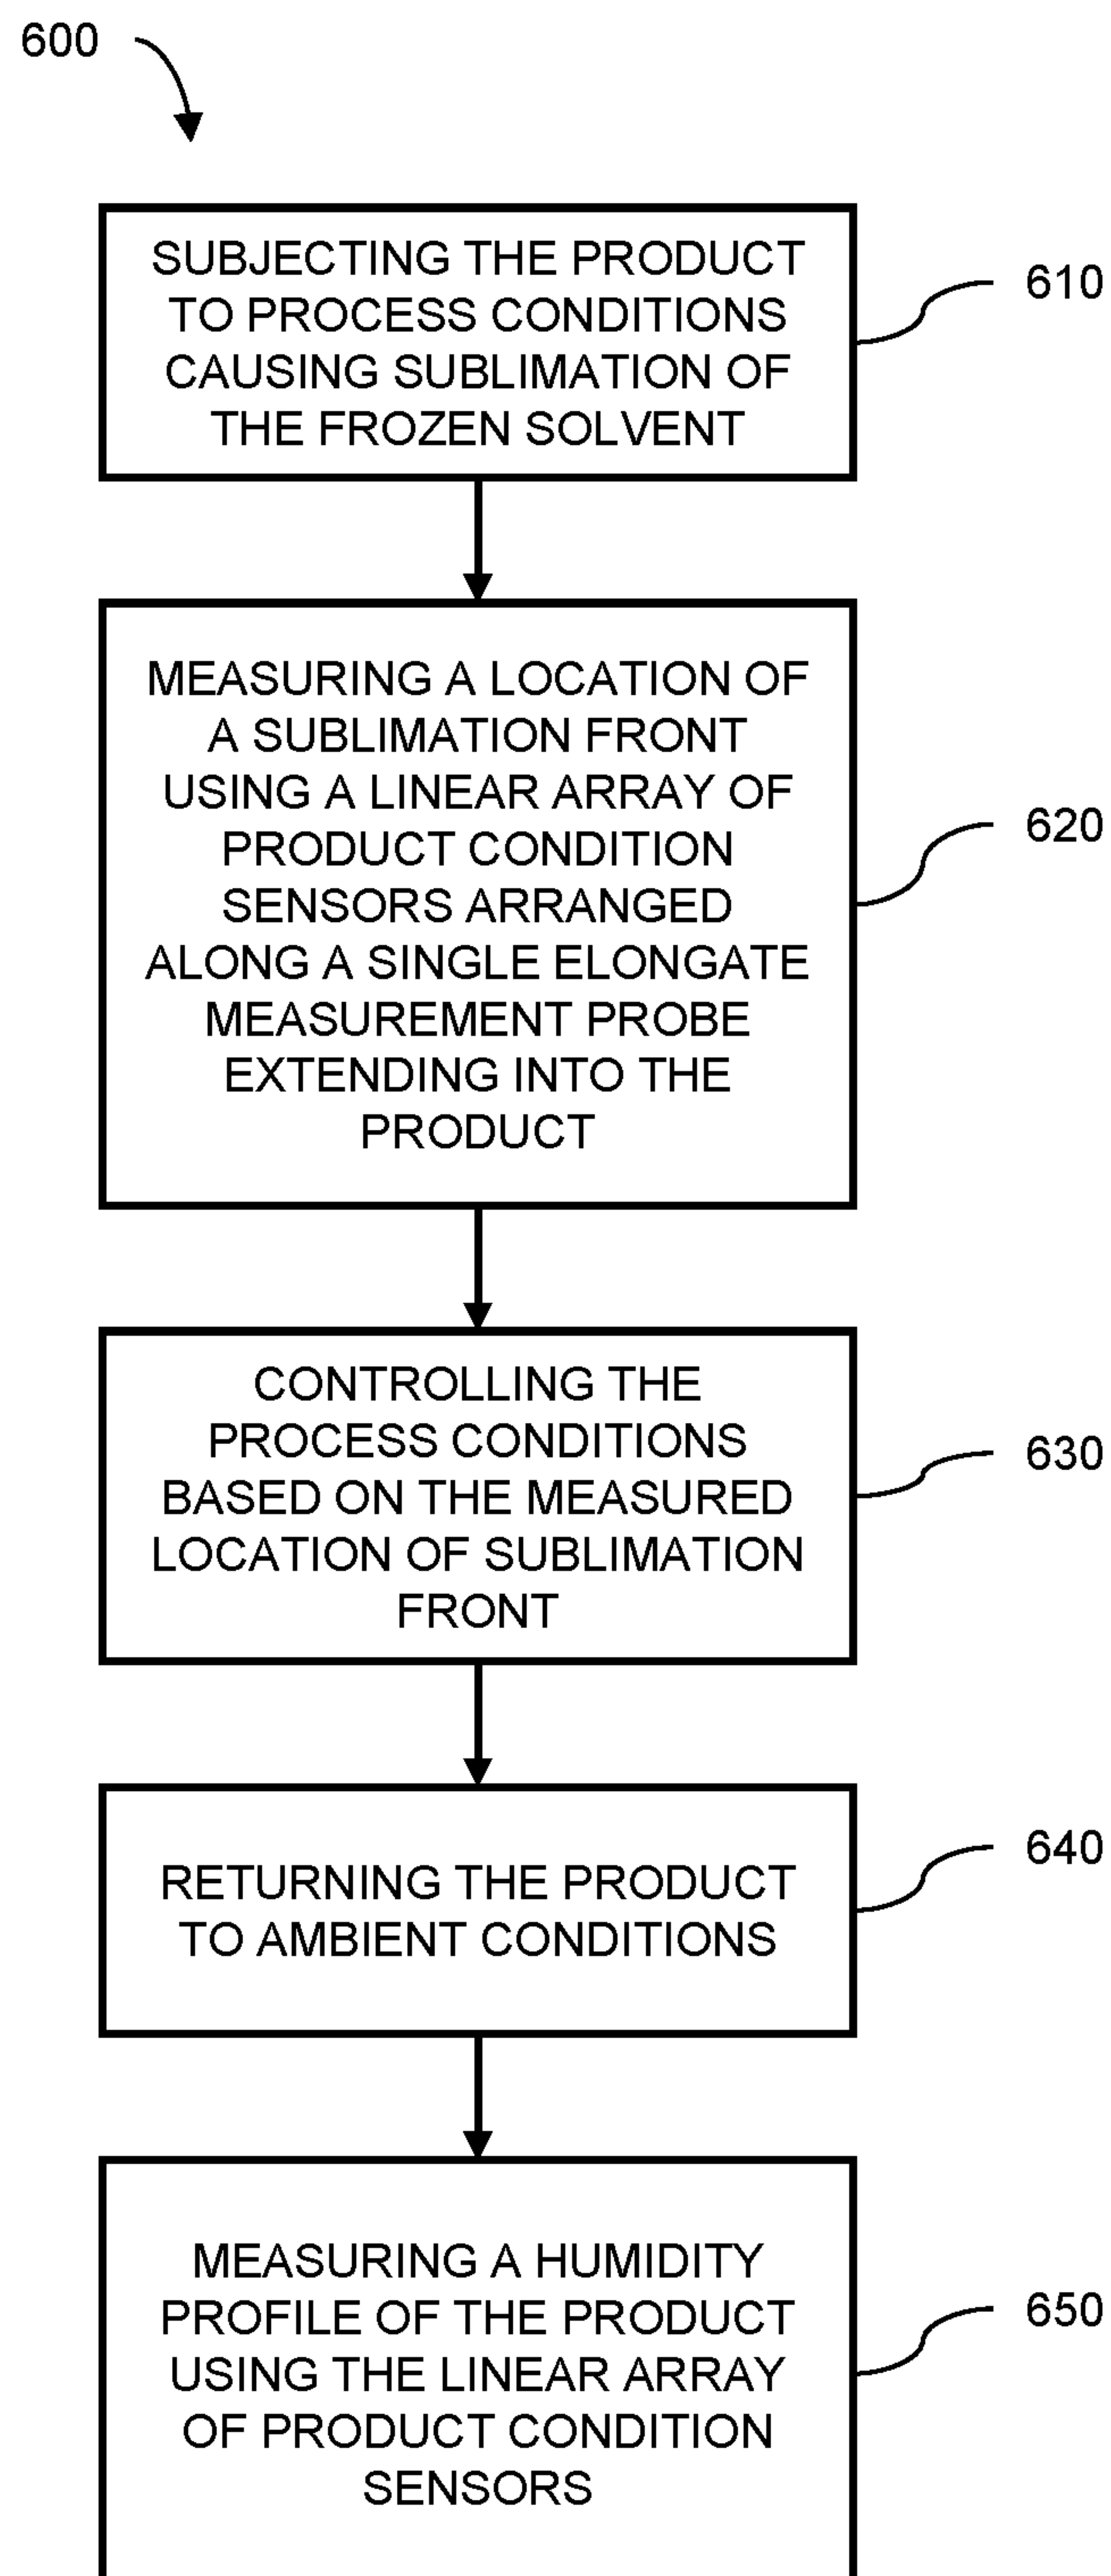 600
SUBJECTING THE PRODUCT
TO PROCESS CONDITIONS
CAUSING SUBLIMATION OF
THE FROZEN SOLVENT
610
MEASURING A LOCATION OF
A SUBLIMATION FRONT
USING A LINEAR ARRAY OF
PRODUCT CONDITION
SENSORS ARRANGED
ALONG A SINGLE ELONGATE
MEASUREMENT PROBE
EXTENDING INTO THE
PRODUCT
620
CONTROLLING THE
PROCESS CONDITIONS
BASED ON THE MEASURED
LOCATION OF SUBLIMATION
FRONT
630
RETURNING THE PRODUCT
TO AMBIENT CONDITIONS
640
MEASURING A HUMIDITY
PROFILE OF THE PRODUCT
USING THE LINEAR ARRAY
OF PRODUCT CONDITION
SENSORS
650